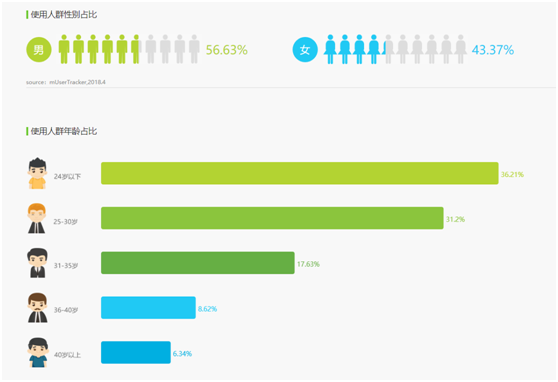 使用人群性别占比
男 56.63% 女 43.37%
source：mUserTracker,2018.4
使用人群年龄占比
24岁以下 36.21%
25-30岁 31.2%
31-35岁 17.63%
36-40岁 8.62%
40岁以上 6.34%